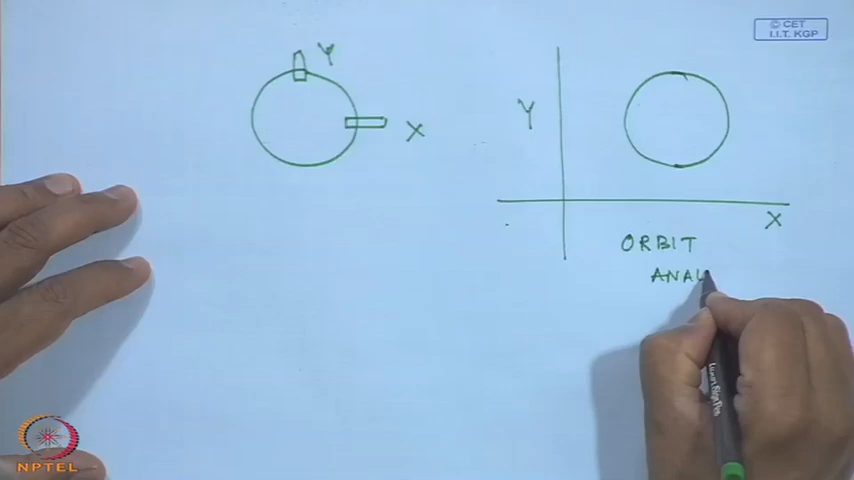 © CET
I.I.T. KGP
Y
X
Y
X
ORBIT
ANAL
NPTEL